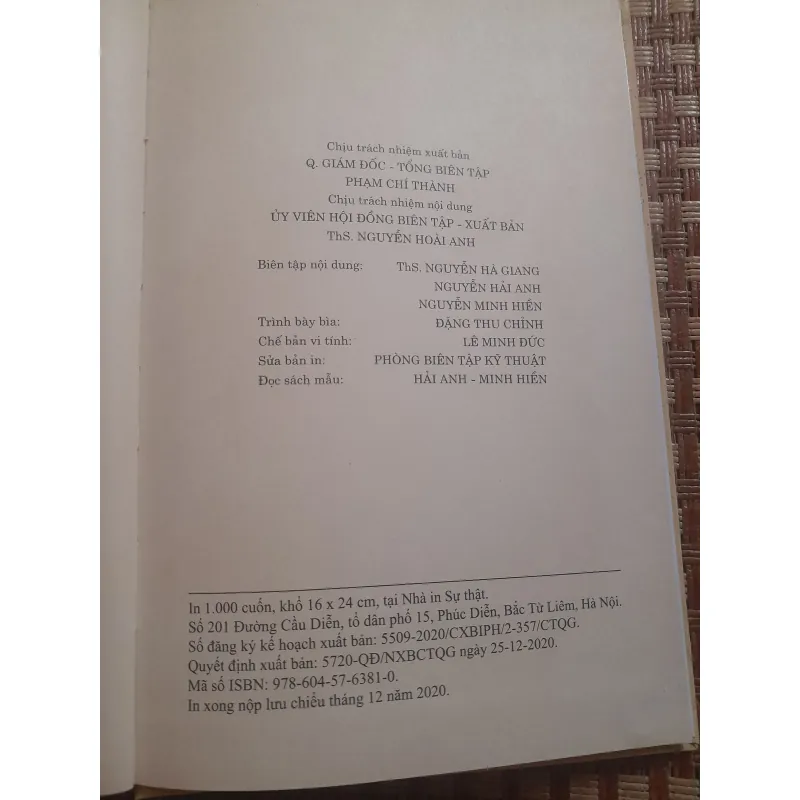 Chịu trách nhiệm xuất bản
Q. GIÁM ĐỐC - TỔNG BIÊN TẬP
PHẠM CHÍ THÀNH
Chịu trách nhiệm nội dung
ỦY VIÊN HỘI ĐỒNG BIÊN TẬP - XUẤT BẢN
ThS. NGUYỄN HOÀI ANH
Biên tập nội dung: ThS. NGUYỄN HÀ GIANG
NGUYỄN HẢI ANH
NGUYỄN MINH HIỀN
Trình bày bìa: ĐẶNG THU CHỈNH
Chế bản vi tính: LÊ MINH ĐỨC
Sửa bản in: PHÒNG BIÊN TẬP KỸ THUẬT
Đọc sách mẫu: HẢI ANH - MINH HIỀN
In 1.000 cuốn, khổ 16 x 24 cm, tại Nhà in Sự thật.
Số 201 Đường Cầu Diễn, tổ dân phố 15, Phúc Diễn, Bắc Từ Liêm, Hà Nội.
Số đăng ký kế hoạch xuất bản: 5509-2020/CXBIPH/2-357/CTQG.
Quyết định xuất bản: 5720-QĐ/NXBCTQG ngày 25-12-2020.
Mã số ISBN: 978-604-57-6381-0.
In xong nộp lưu chiểu tháng 12 năm 2020.